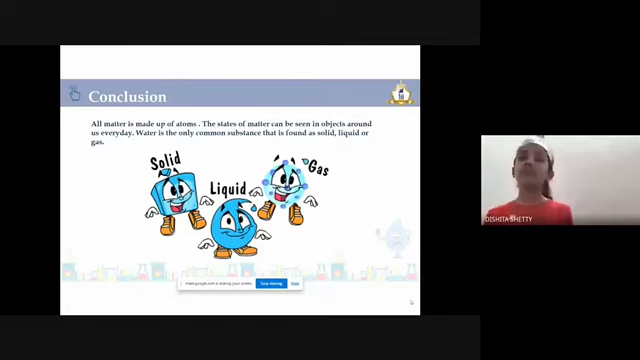 Conclusion
All matter is made up of atoms . The states of matter can be seen in objects around
us everyday. Water is the only common substance that is found as solid, liquid or
gas.
Solid
Liquid
Gas
meet.google.com is sharing your screen.
Stop sharing
Hide
DISHITA SHETTY